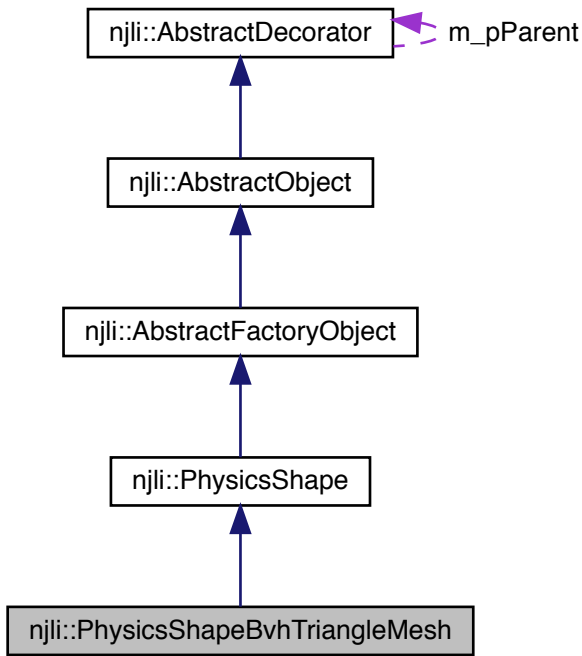 njli::AbstractDecorator
m_pParent
njli::AbstractObject
njli::AbstractFactoryObject
njli::PhysicsShape
njli::PhysicsShapeBvhTriangleMesh